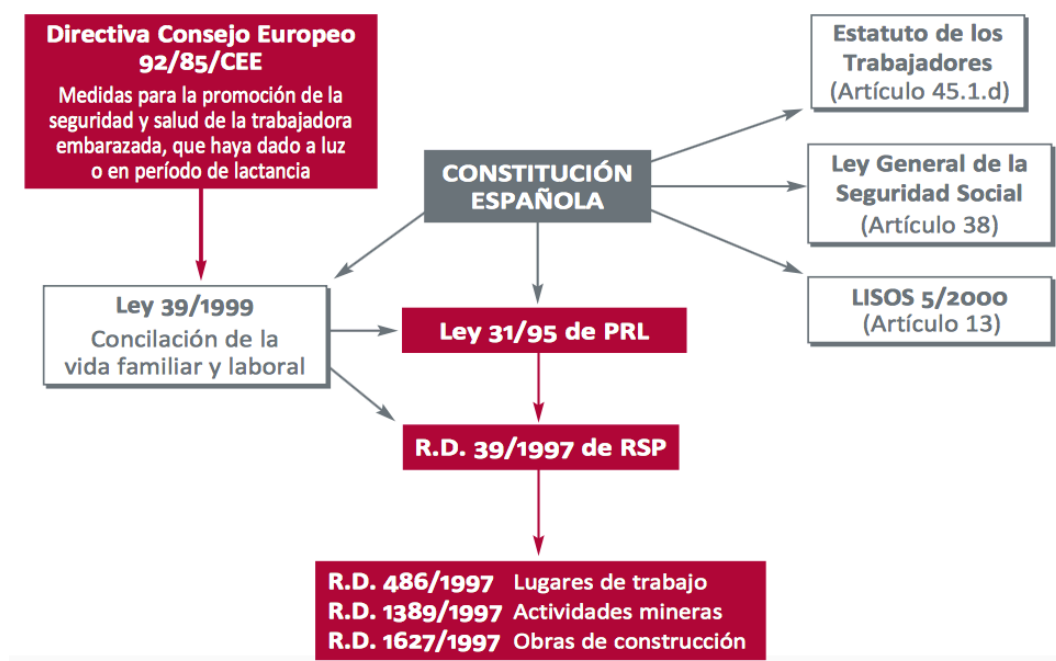 Directiva Consejo Europeo
92/85/CEE
Medidas para la promoción de la
seguridad y salud de la trabajadora
embarazada, que haya dado a luz
o en período de lactancia
CONSTITUCIÓN
ESPAÑOLA
Estatuto de los
Trabajadores
(Artículo 45.1.d)
Ley General de la
Seguridad Social
(Artículo 38)
LISOS 5/2000
(Artículo 13)
Ley 39/1999
Concilación de la
vida familiar y laboral
Ley 31/95 de PRL
R.D. 39/1997 de RSP
R.D. 486/1997 Lugares de trabajo
R.D. 1389/1997 Actividades mineras
R.D. 1627/1997 Obras de construcción